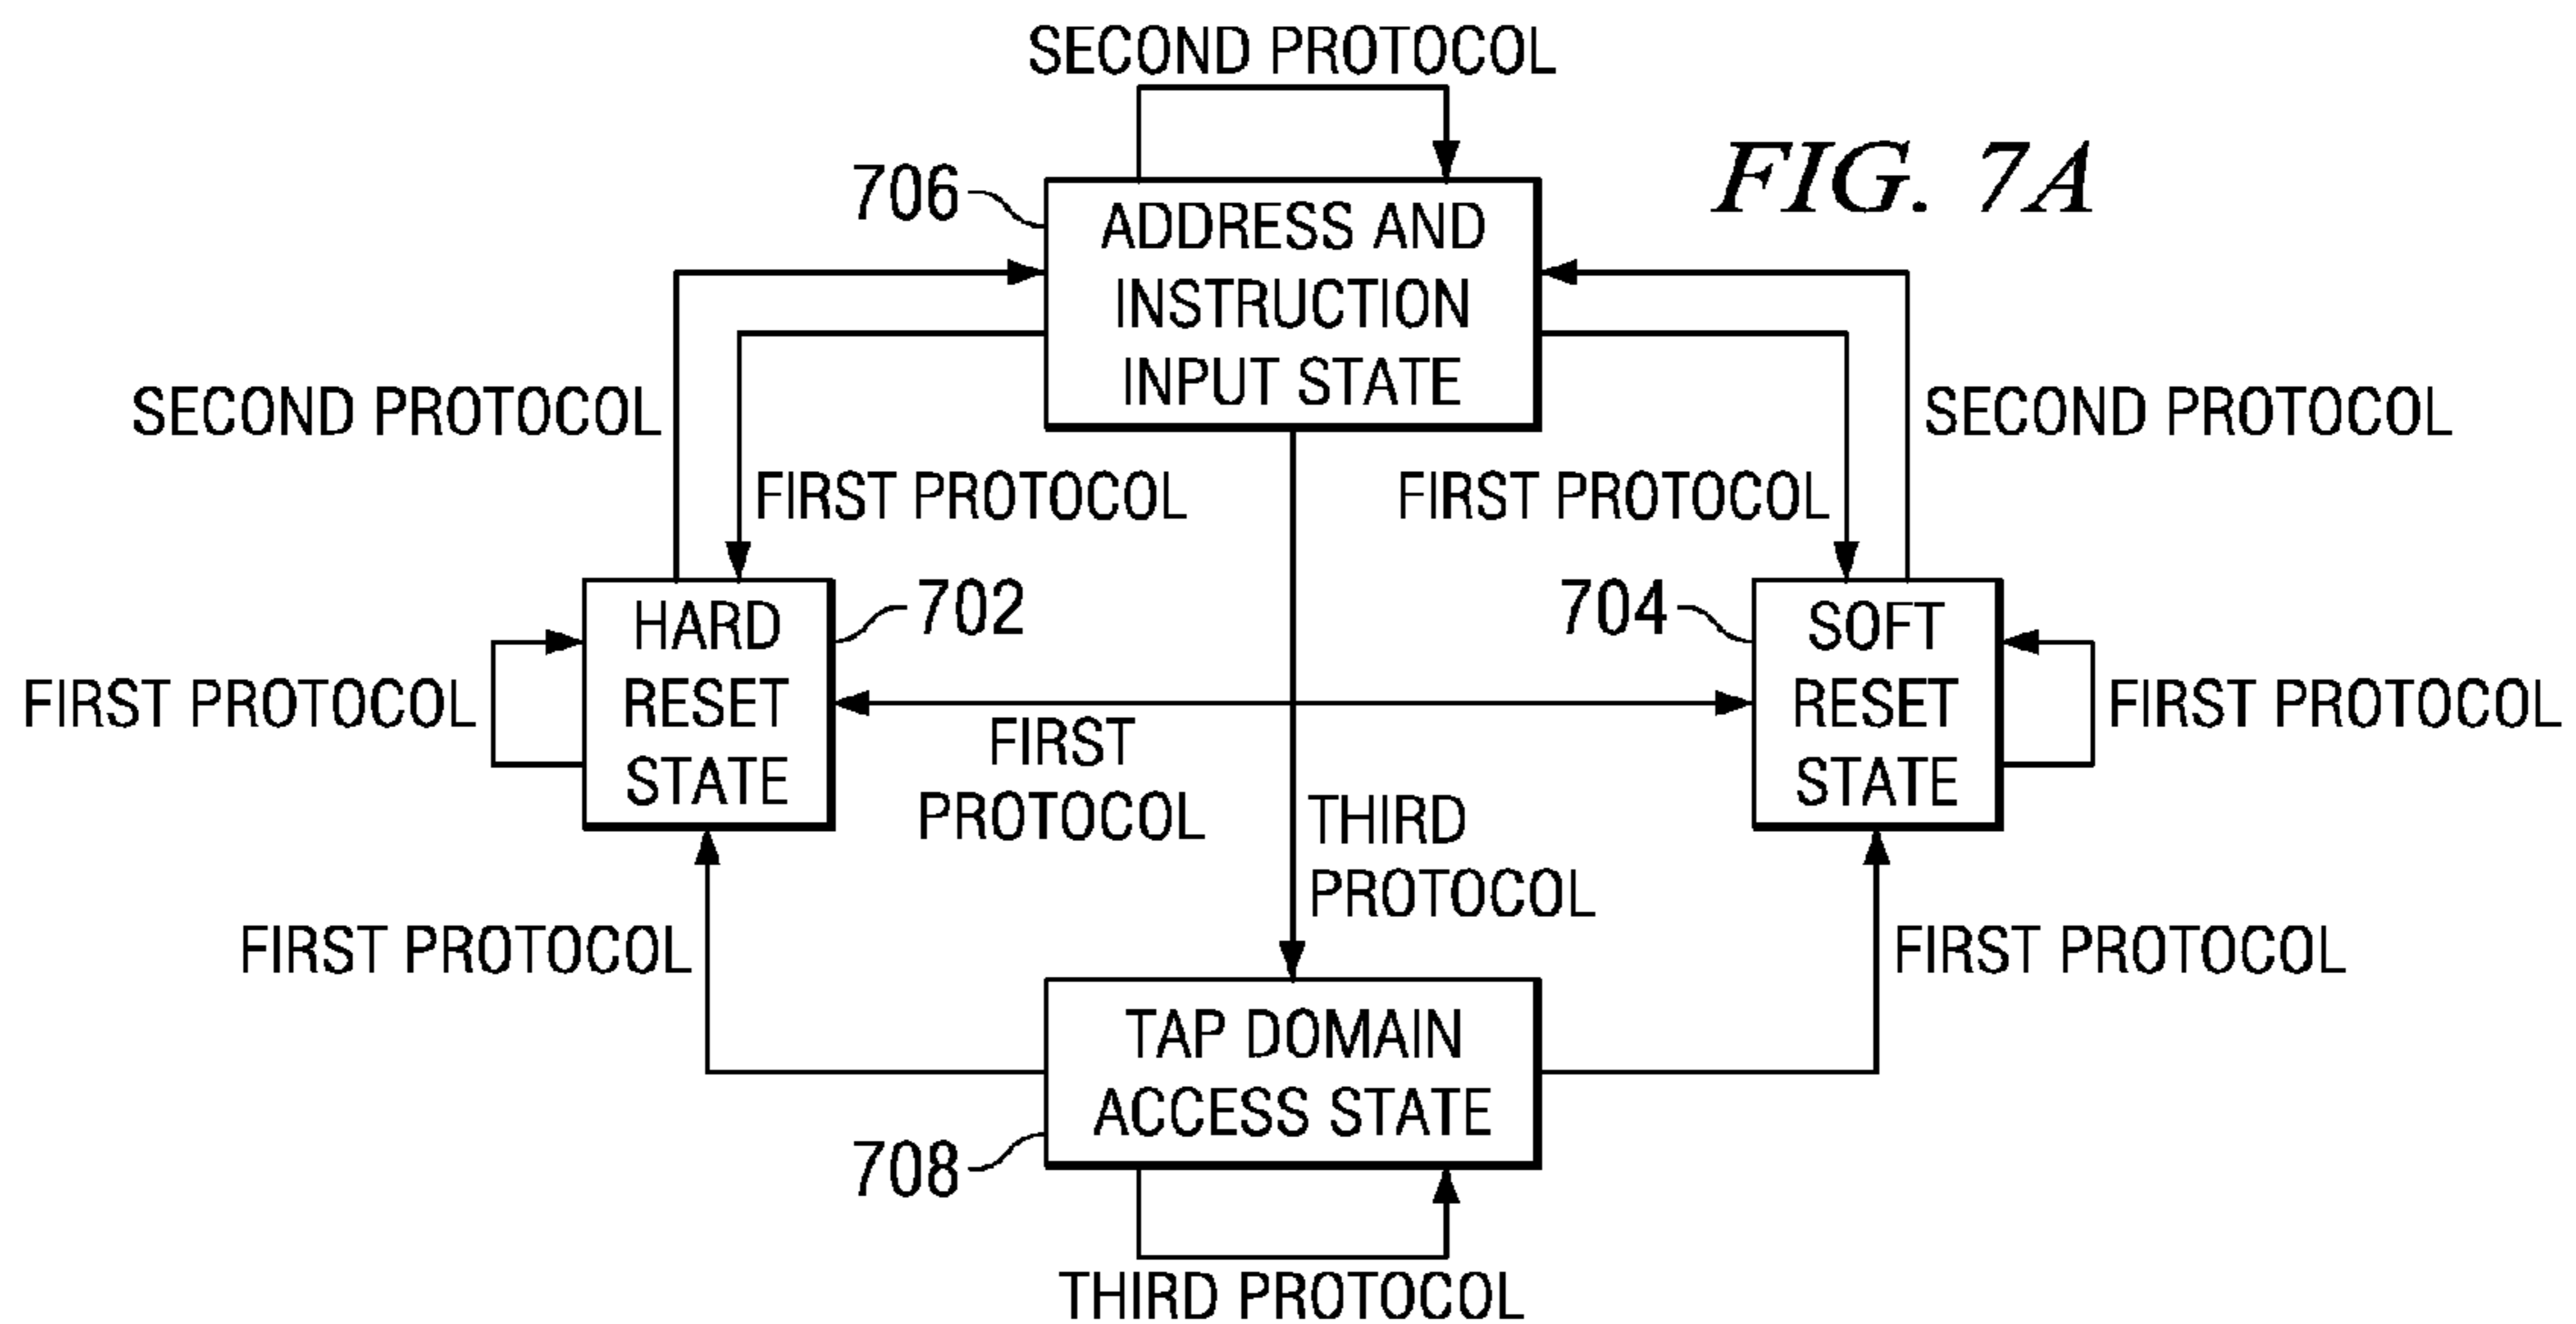 SECOND PROTOCOL
FIG. 7A
706
ADDRESS AND
INSTRUCTION
INPUT STATE
SECOND PROTOCOL
SECOND PROTOCOL
FIRST PROTOCOL
FIRST PROTOCOL
702
704
HARD
RESET
STATE
SOFT
RESET
STATE
FIRST PROTOCOL
FIRST PROTOCOL
FIRST
PROTOCOL
THIRD
PROTOCOL
FIRST PROTOCOL
FIRST PROTOCOL
TAP DOMAIN
ACCESS STATE
708
THIRD PROTOCOL